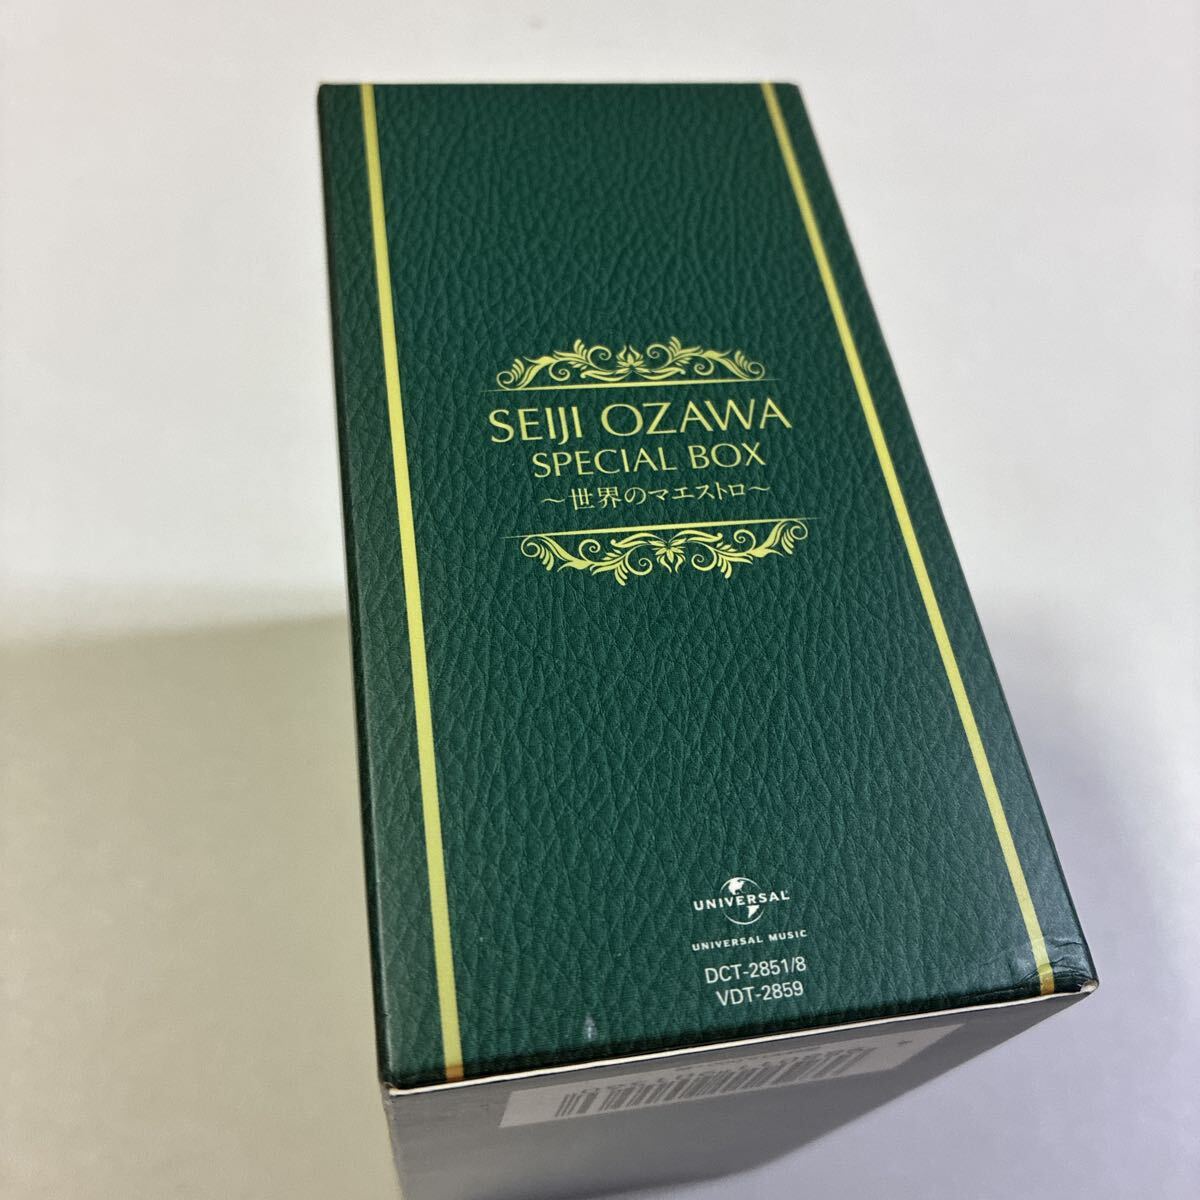 SEIJI OZAWA
SPECIAL BOX
～世界のマエストロ～
UNIVERSAL
UNIVERSAL MUSIC
DCT-2851/8
VDT-2859